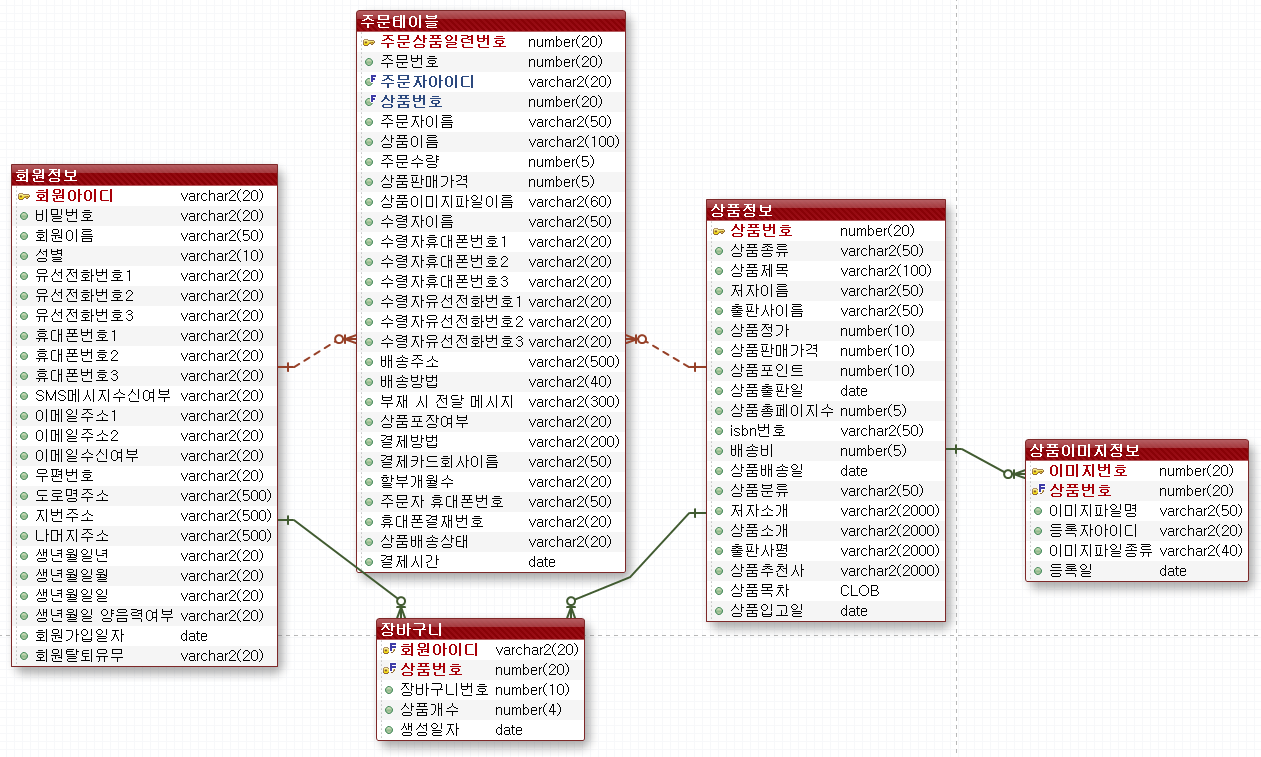 주문테이블
주문상품일련번호 number(20)
주문번호 number(20)
주문자아이디 varchar2(20)
상품번호 number(20)
주문자이름 varchar2(50)
상품이름 varchar2(100)
주문수량 number(5)
상품판매가격 number(5)
상품이미지파일이름 varchar2(60)
수령자이름 varchar2(50)
수령자휴대폰번호1 varchar2(20)
수령자휴대폰번호2 varchar2(20)
수령자휴대폰번호3 varchar2(20)
수령자유선전화번호1 varchar2(20)
수령자유선전화번호2 varchar2(20)
수령자유선전화번호3 varchar2(20)
배송주소 varchar2(500)
배송방법 varchar2(40)
부재 시 전달 메시지 varchar2(300)
상품포장여부 varchar2(20)
결제방법 varchar2(200)
결제카드회사이름 varchar2(50)
할부개월수 varchar2(20)
주문자 휴대폰번호 varchar2(50)
휴대폰결재번호 varchar2(20)
상품배송상태 varchar2(20)
결제시간 date
회원정보
회원아이디 varchar2(20)
비밀번호 varchar2(20)
회원이름 varchar2(50)
성별 varchar2(10)
유선전화번호1 varchar2(20)
유선전화번호2 varchar2(20)
유선전화번호3 varchar2(20)
휴대폰번호1 varchar2(20)
휴대폰번호2 varchar2(20)
휴대폰번호3 varchar2(20)
SMS메시지수신여부 varchar2(20)
이메일주소1 varchar2(20)
이메일주소2 varchar2(20)
이메일수신여부 varchar2(20)
우편번호 varchar2(20)
도로명주소 varchar2(500)
지번주소 varchar2(500)
나머지주소 varchar2(500)
생년월일년 varchar2(20)
생년월일월 varchar2(20)
생년월일일 varchar2(20)
생년월일 양음력여부 varchar2(20)
회원가입일자 date
회원탈퇴유무 varchar2(20)
상품정보
상품번호 number(20)
상품종류 varchar2(50)
상품제목 varchar2(100)
저자이름 varchar2(50)
출판사이름 varchar2(50)
상품정가 number(10)
상품판매가격 number(10)
상품포인트 number(10)
상품출판일 date
상품총페이지수 number(5)
isbn번호 varchar2(50)
배송비 number(5)
상품배송일 date
상품분류 varchar2(50)
저자소개 varchar2(2000)
상품소개 varchar2(2000)
출판사평 varchar2(2000)
상품추천사 varchar2(2000)
상품목차 CLOB
상품입고일 date
상품이미지정보
이미지번호 number(20)
상품번호 number(20)
이미지파일명 varchar2(50)
등록자아이디 varchar2(20)
이미지파일종류 varchar2(40)
등록일 date
장바구니
회원아이디 varchar2(20)
상품번호 number(20)
장바구니번호 number(10)
상품개수 number(4)
생성일자 date